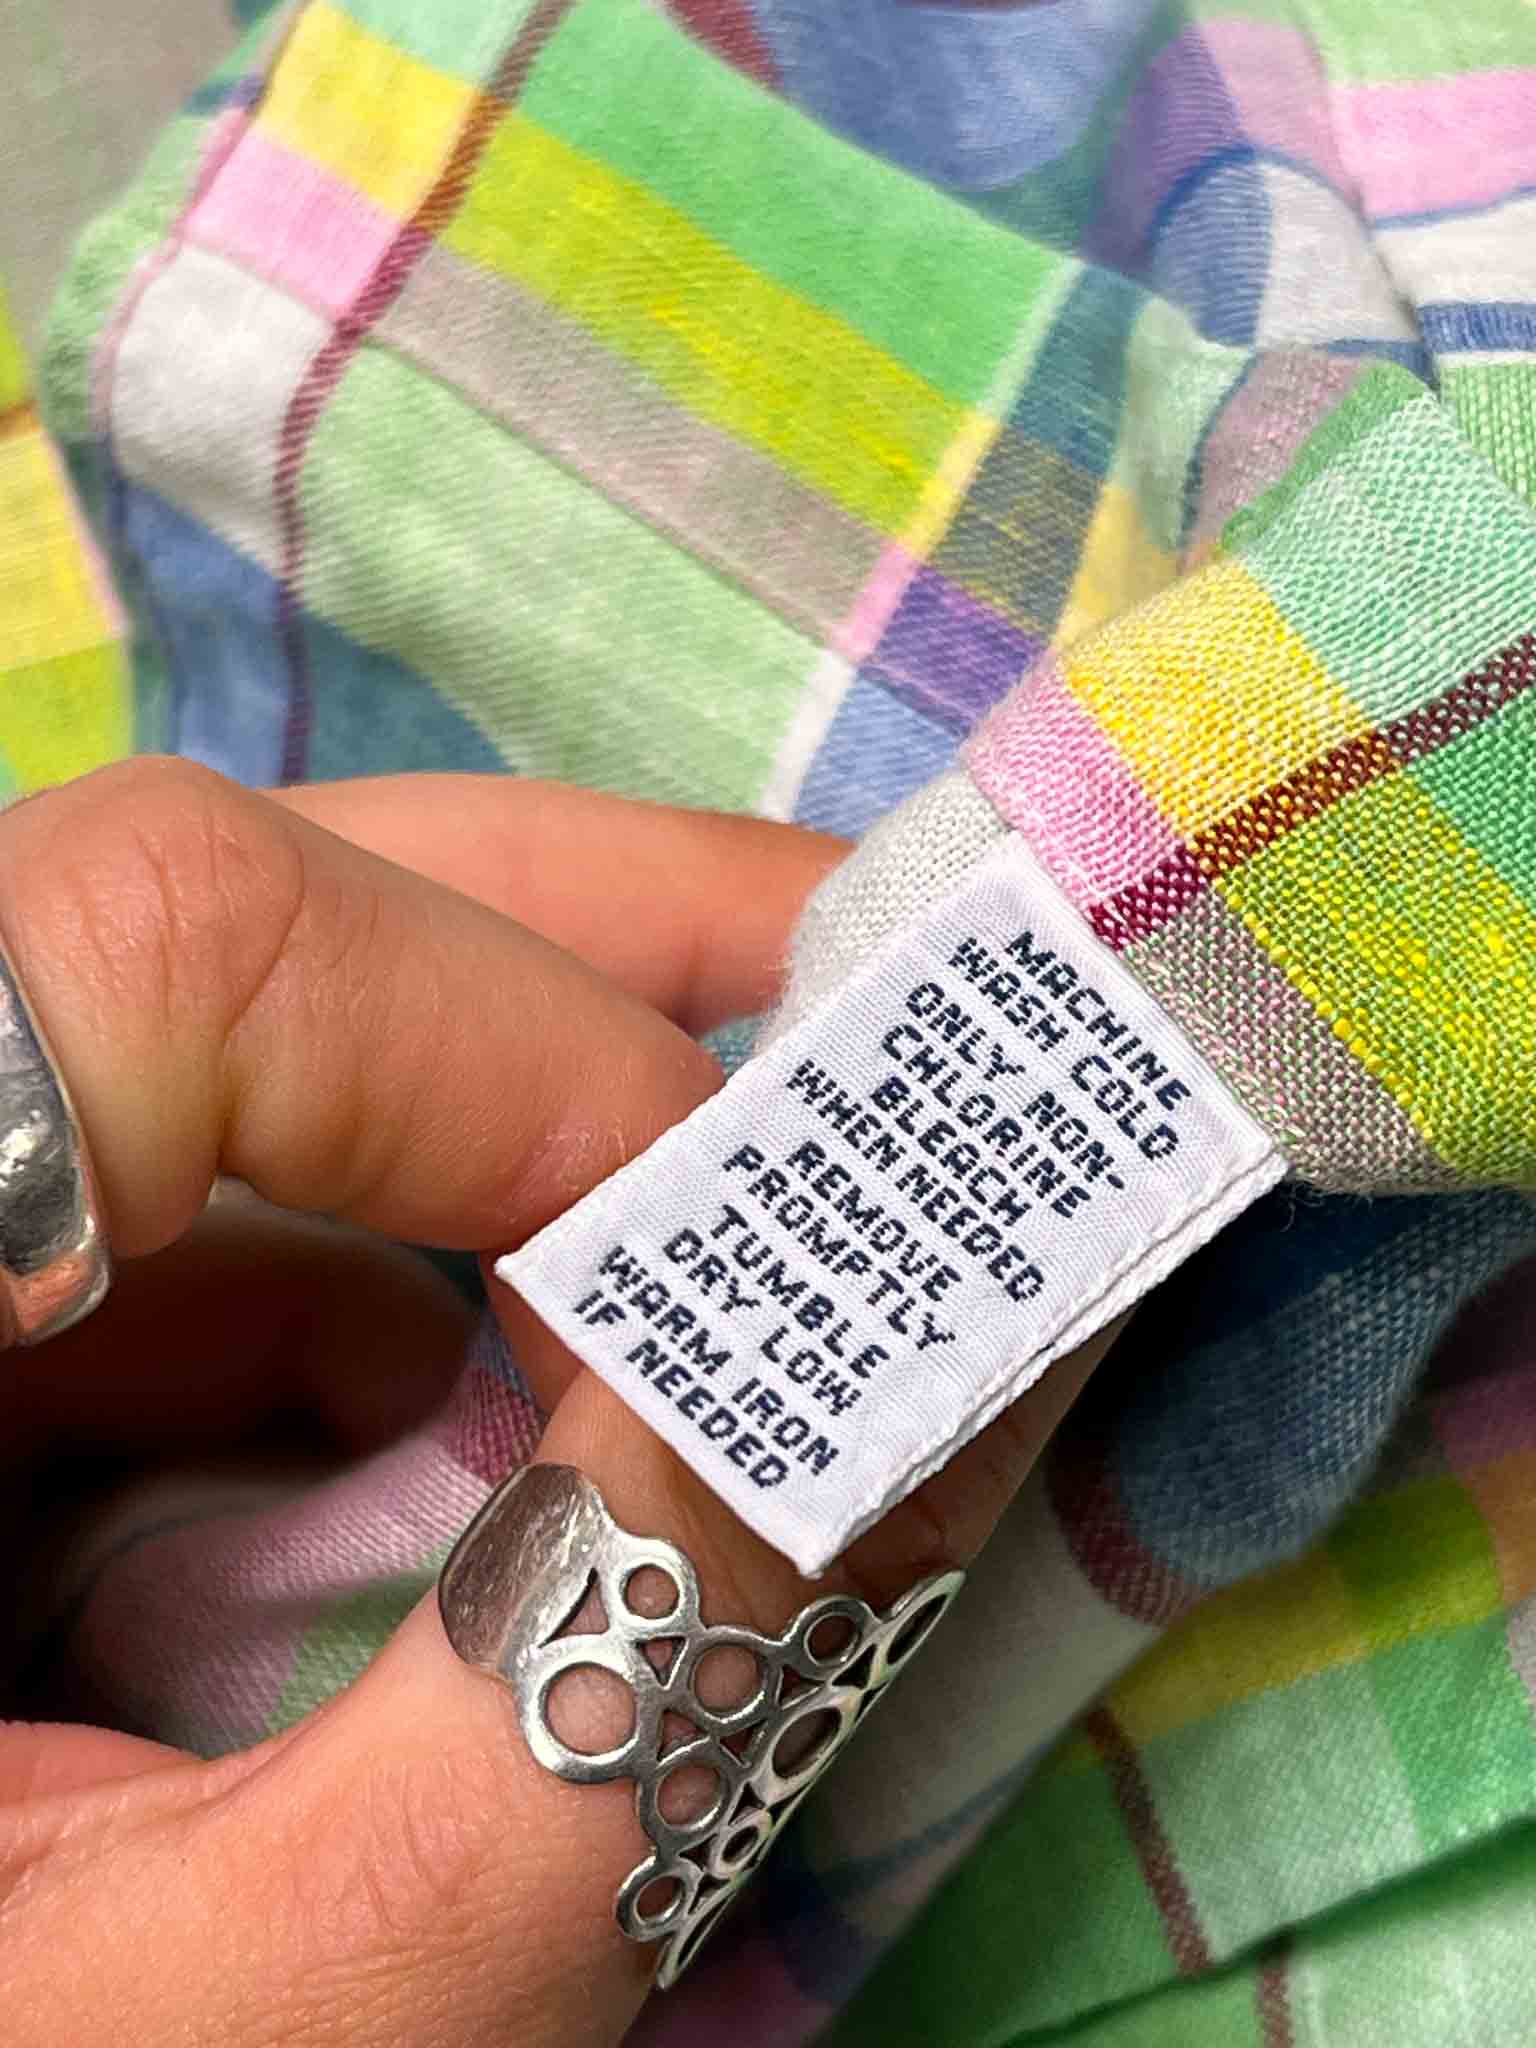 MACHINE
WASH COLD
ONLY NON-
CHLORINE
BLEACH
WHEN NEEDED
REMOVE
PROMPTLY
TUMBLE
DRY LOW
WARM IRON
IF NEEDED